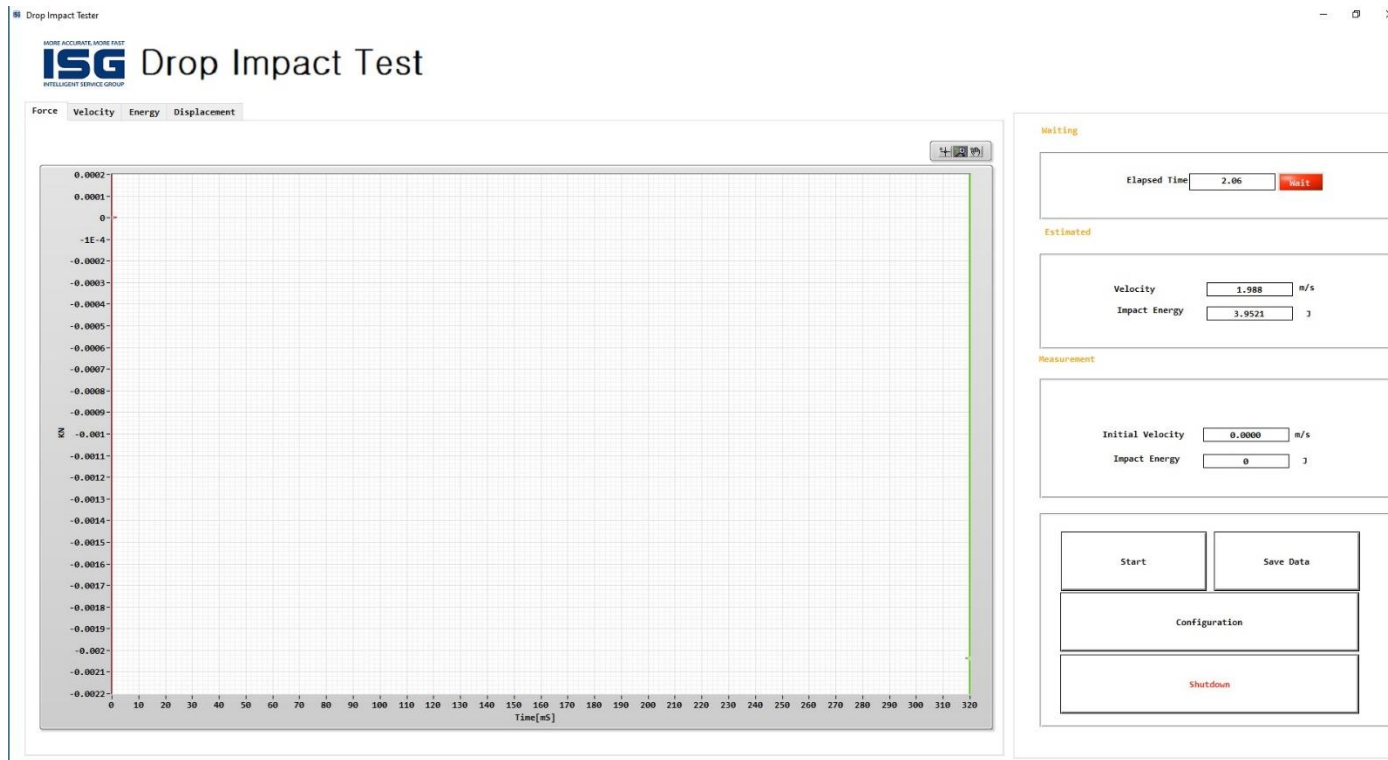 Drop Impact Tester
MORE ACCURATE, MORE FAST
ISG
INTELLIGENT SERVICE GROUP
Drop Impact Test
Force Velocity Energy Displacement
0.0002
0.0001
0
-1E-4
-0.0002
-0.0003
-0.0004
-0.0005
-0.0006
-0.0007
-0.0008
-0.0009
-0.001
-0.0011
-0.0012
-0.0013
-0.0014
-0.0015
-0.0016
-0.0017
-0.0018
-0.0019
-0.002
-0.0021
-0.0022
KN
0 10 20 30 40 50 60 70 80 90 100 110 120 130 140 150 160 170 180 190 200 210 220 230 240 250 260 270 280 290 300 310 320
Time[mS]
Waiting
Elapsed Time 2.06 Wait
Estimated
Velocity 1.988 m/s
Impact Energy 3.9521 J
Measurement
Initial Velocity 0.0000 m/s
Impact Energy 0 J
Start Save Data
Configuration
Shutdown